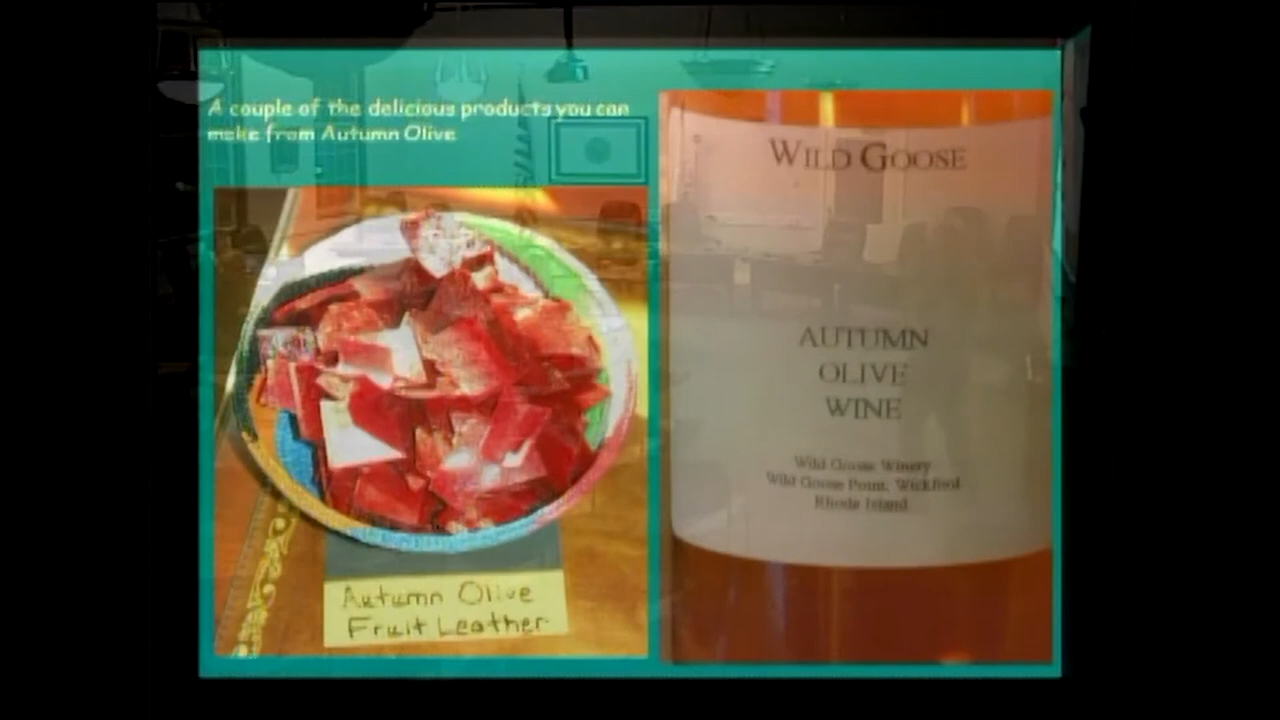 A couple of the delicious products you can
make from Autumn Olive
Autumn Olive
Fruit Leather
WILD GOOSE
AUTUMN
OLIVE
WINE
Wild Goose Winery
Wild Goose Point, Wickford
Rhode Island